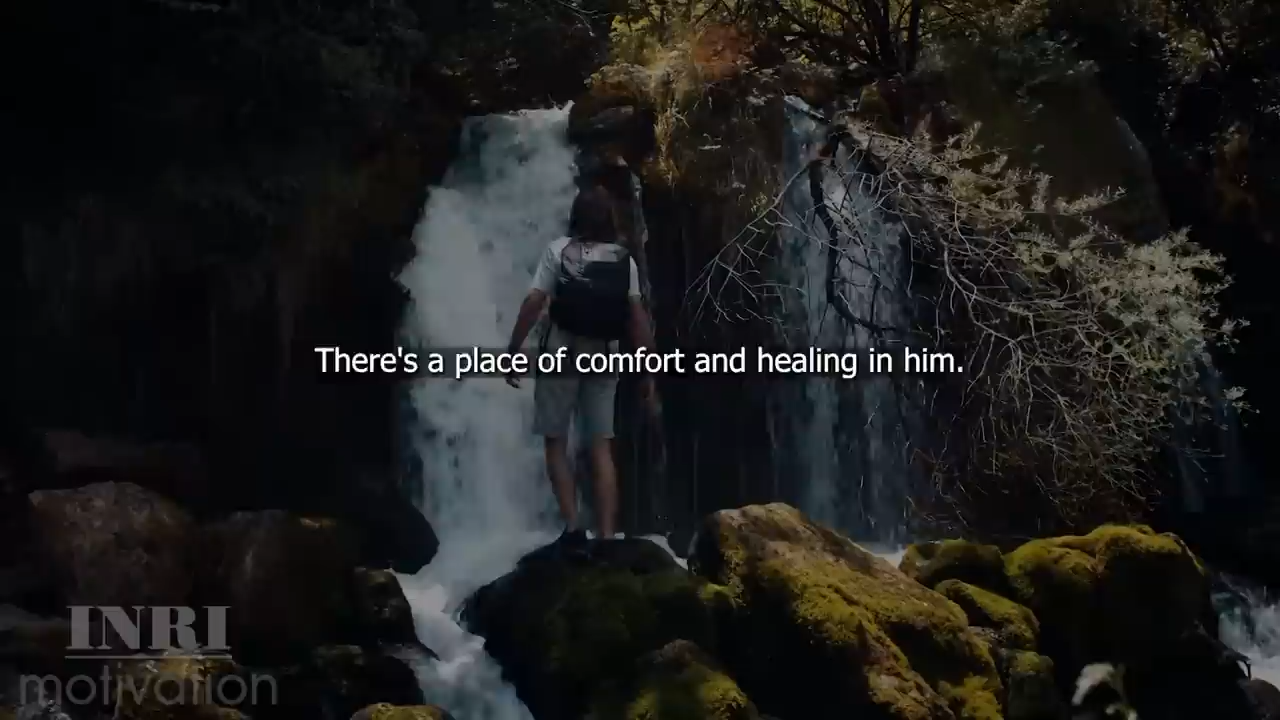 There's a place of comfort and healing in him.
INRI
motivation